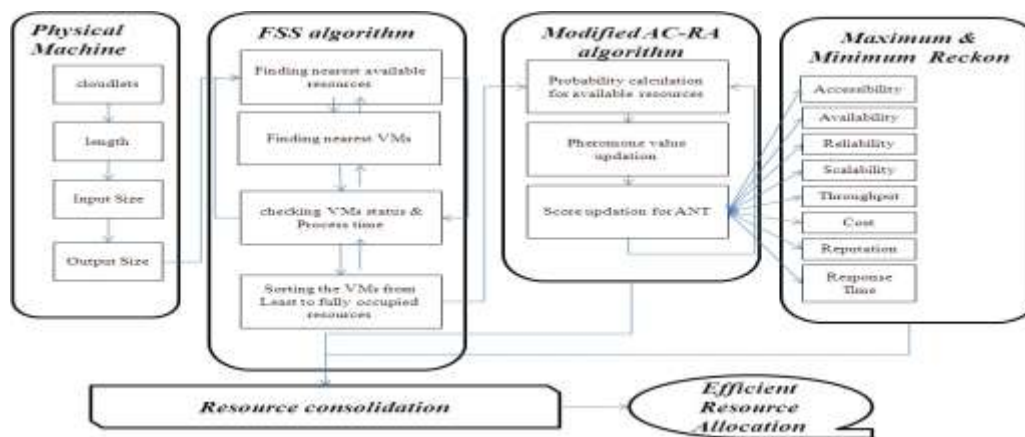 Physical
Machine
cloudlets
length
Input Size
Output Size
FSS algorithm
Finding nearest available
resources
Finding nearest VMs
checking VMs status &
Process time
Sorting the VMs from
Least to fully occupied
resources
Modified AC-RA
algorithm
Probability calculation
for available resources
Pheromone value
updation
Score updation for ANT
Maximum &
Minimum Reckon
Accessibility
Availability
Reliability
Scalability
Throughput
Cost
Reputation
Response
Time
Resource consolidation
Efficient
Resource
Allocation